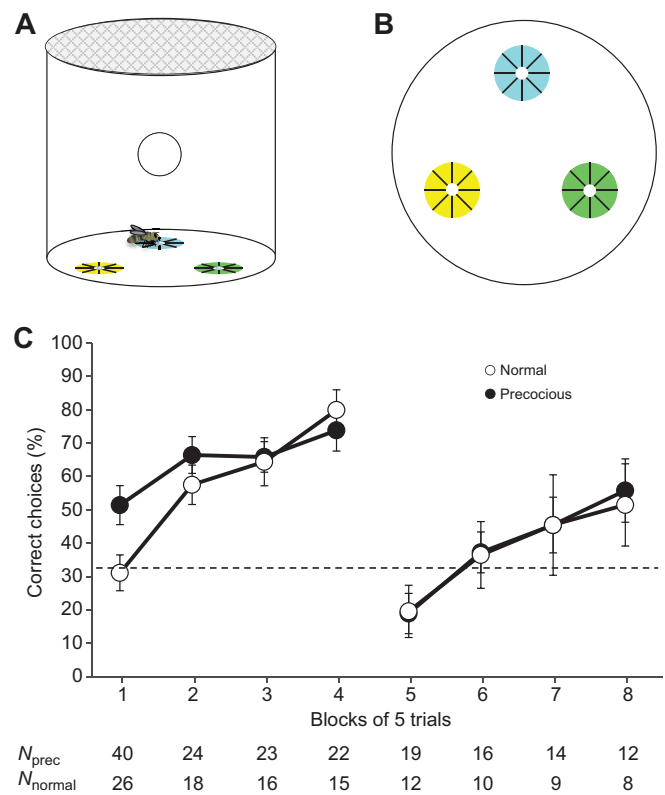 A
B
C
100
90
80
70
60
50
40
30
20
10
0
Correct choices (%)
Normal
Precocious
1 2 3 4 5 6 7 8
Blocks of 5 trials
Nprec 40 24 23 22 19 16 14 12
Nnormal 26 18 16 15 12 10 9 8